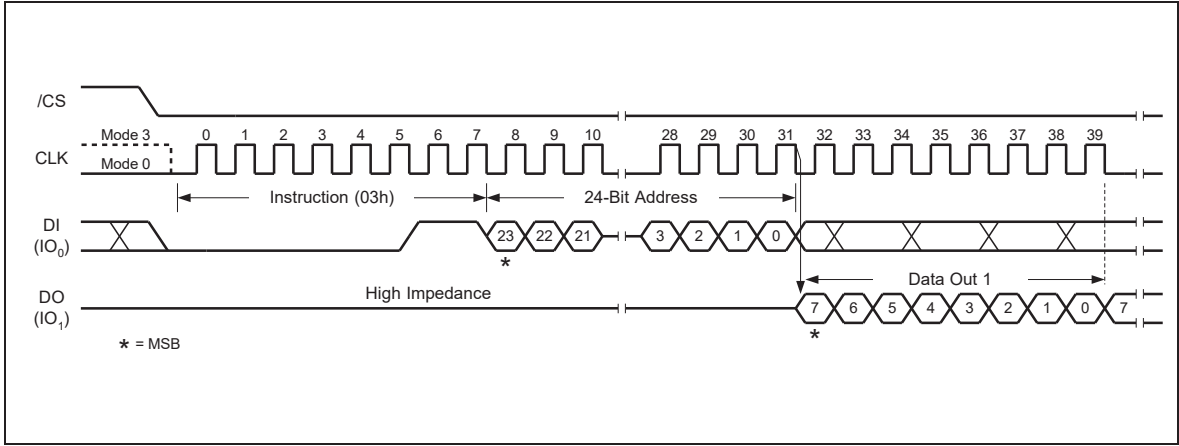 /CS
Mode 3 0 1 2 3 4 5 6 7 8 9 10 28 29 30 31 32 33 34 35 36 37 38 39
CLK
Mode 0
Instruction (03h) 24-Bit Address
DI
(IO0)
23 22 21 3 2 1 0
*
Data Out 1
High Impedance
DO
(IO1)
7 6 5 4 3 2 1 0 7
*
* = MSB